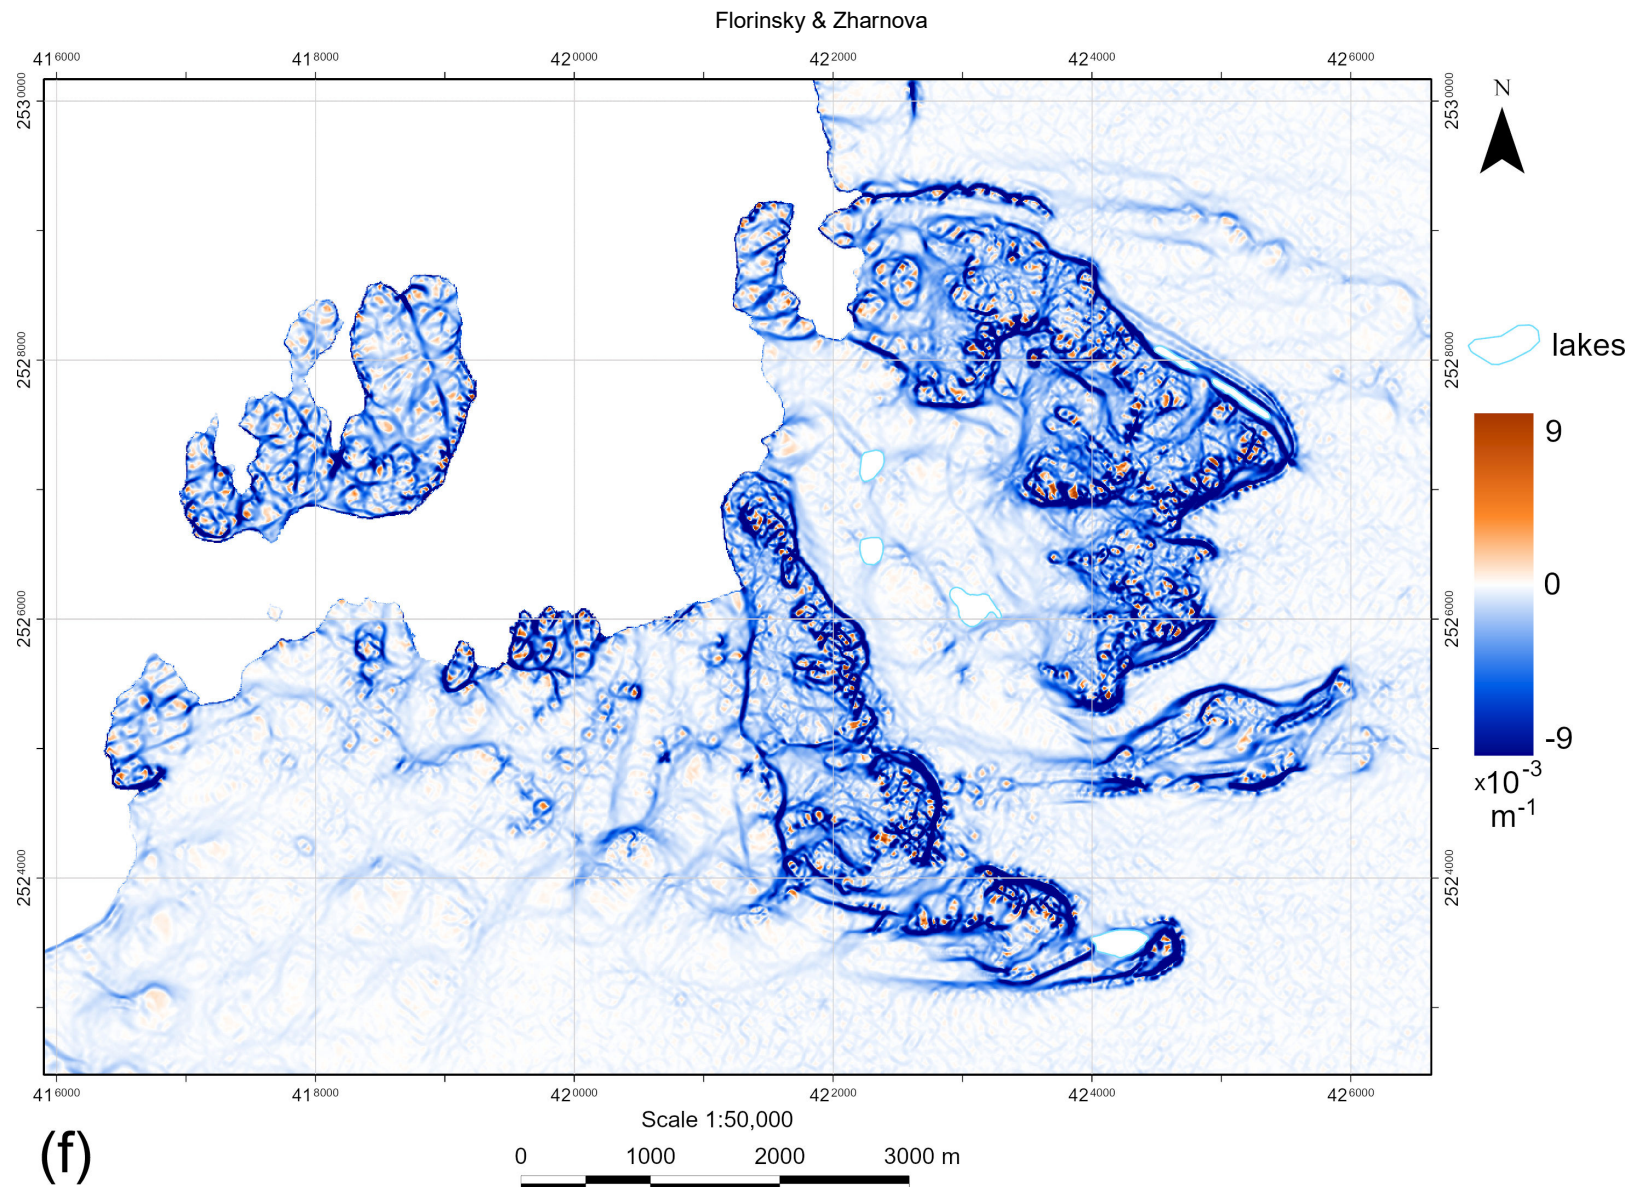 Florinsky & Zharnova
416000 418000 420000 422000 424000 426000
2530000 2530000
N
2528000 2528000
lakes
9
0
-9
x10-3
m-1
2526000 2526000
2524000 2524000
416000 418000 420000 422000 424000 426000
Scale 1:50,000
(f)
0 1000 2000 3000 m